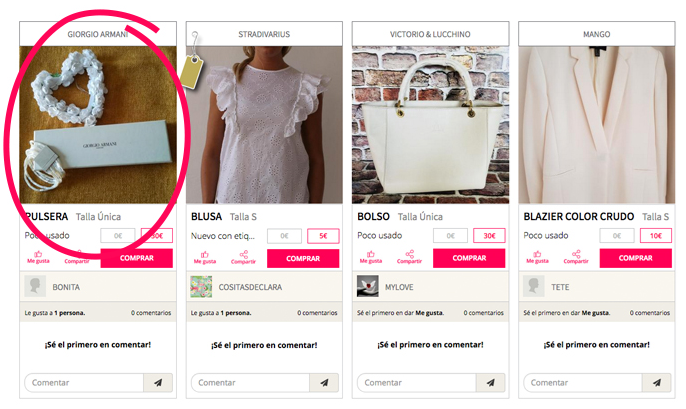 GIORGIO ARMANI
GIORGIO ARMANI
PULSERA Talla Única
Poco usado 0€ 30€
Me gusta Compartir COMPRAR
BONITA
Le gusta a 1 persona. 0 comentarios
¡Sé el primero en comentar!
Comentar
STRADIVARIUS
BLUSA Talla S
Nuevo con etiq... 0€ 5€
Me gusta Compartir COMPRAR
COSITASDECLARA
Le gusta a 1 persona. 0 comentarios
¡Sé el primero en comentar!
Comentar
VICTORIO & LUCCHINO
BOLSO Talla Única
Poco usado 0€ 30€
Me gusta Compartir COMPRAR
MYLOVE
Sé el primero en dar Me gusta. 0 comentarios
¡Sé el primero en comentar!
Comentar
MANGO
BLAZIER COLOR CRUDO Talla S
Poco usado 0€ 10€
Me gusta Compartir COMPRAR
TETE
Sé el primero en dar Me gusta. 0 comentarios
¡Sé el primero en comentar!
Comentar